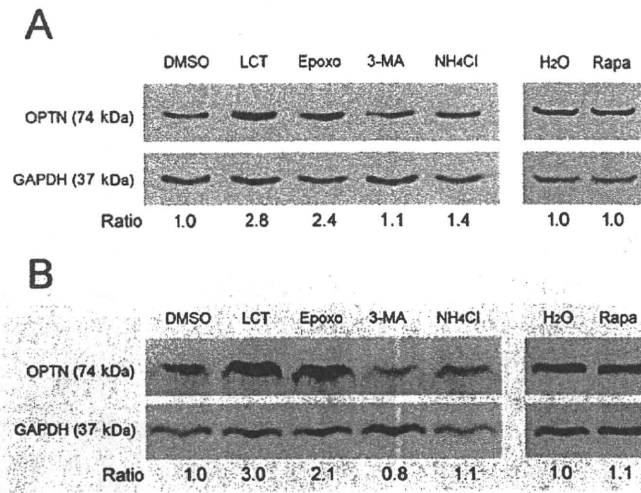 A
DMSO LCT Epoxo 3-MA NH4Cl H2O Rapa
OPTN (74 kDa)
GAPDH (37 kDa)
Ratio 1.0 2.8 2.4 1.1 1.4 1.0 1.0
B
DMSO LCT Epoxo 3-MA NH4Cl H2O Rapa
OPTN (74 kDa)
GAPDH (37 kDa)
Ratio 1.0 3.0 2.1 0.8 1.1 1.0 1.1